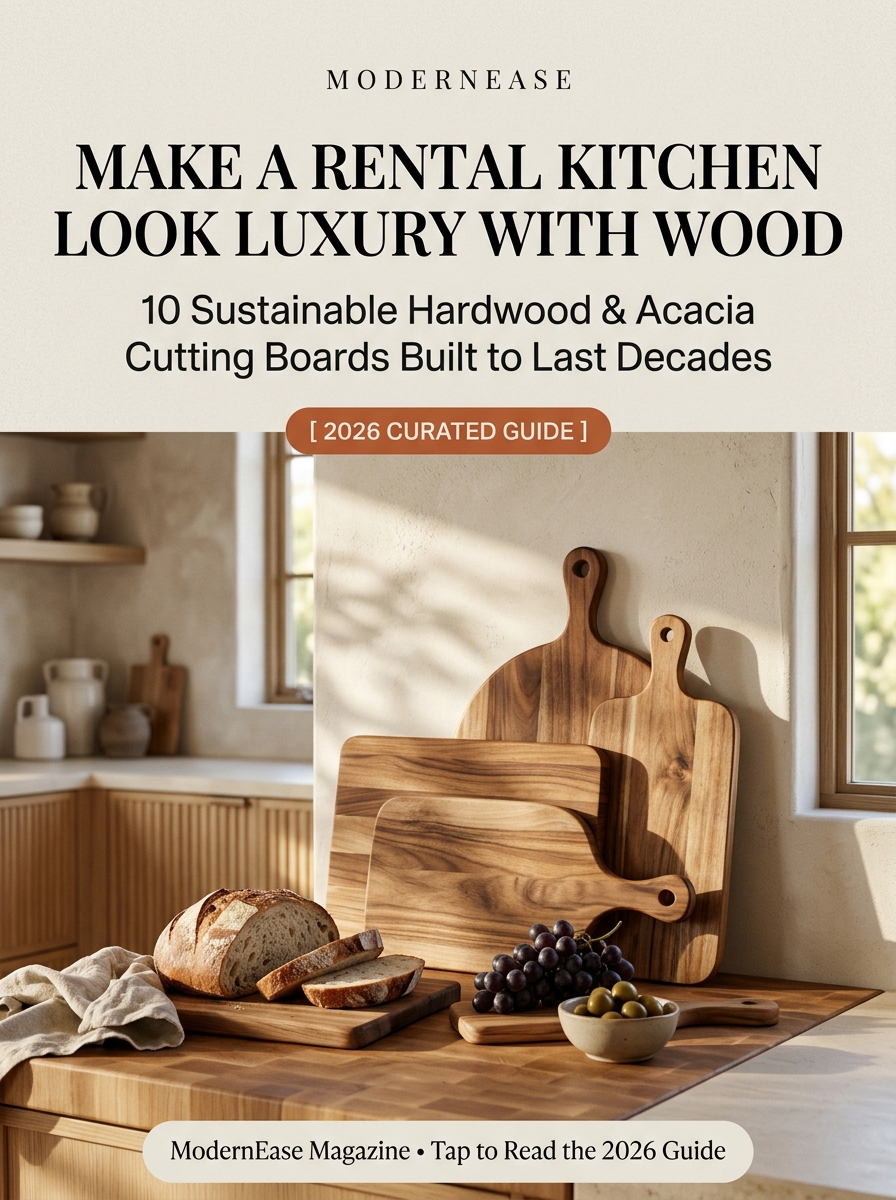 MODERNEASE
MAKE A RENTAL KITCHEN
LOOK LUXURY WITH WOOD
10 Sustainable Hardwood & Acacia
Cutting Boards Built to Last Decades
[ 2026 CURATED GUIDE ]
ModernEase Magazine • Tap to Read the 2026 Guide